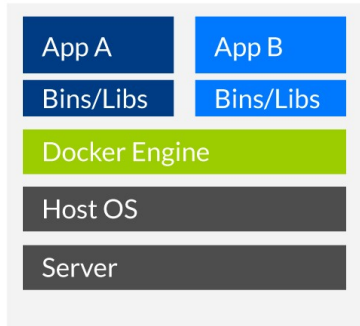 App A
App B
Bins/Libs
Bins/Libs
Docker Engine
Host OS
Server